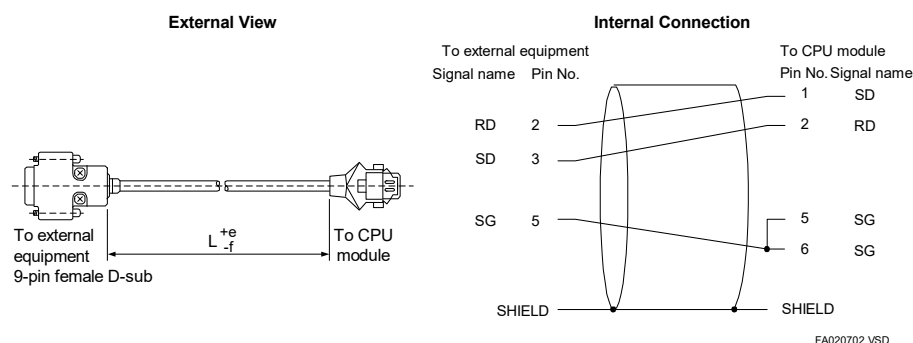 External View
To external
equipment
9-pin female D-sub
L +e -f
To CPU
module
Internal Connection
To external equipment
Signal name Pin No.
To CPU module
Pin No. Signal name
1 SD
RD 2
2 RD
SD 3
SG 5
5 SG
6 SG
SHIELD
SHIELD
FA020702.VSD